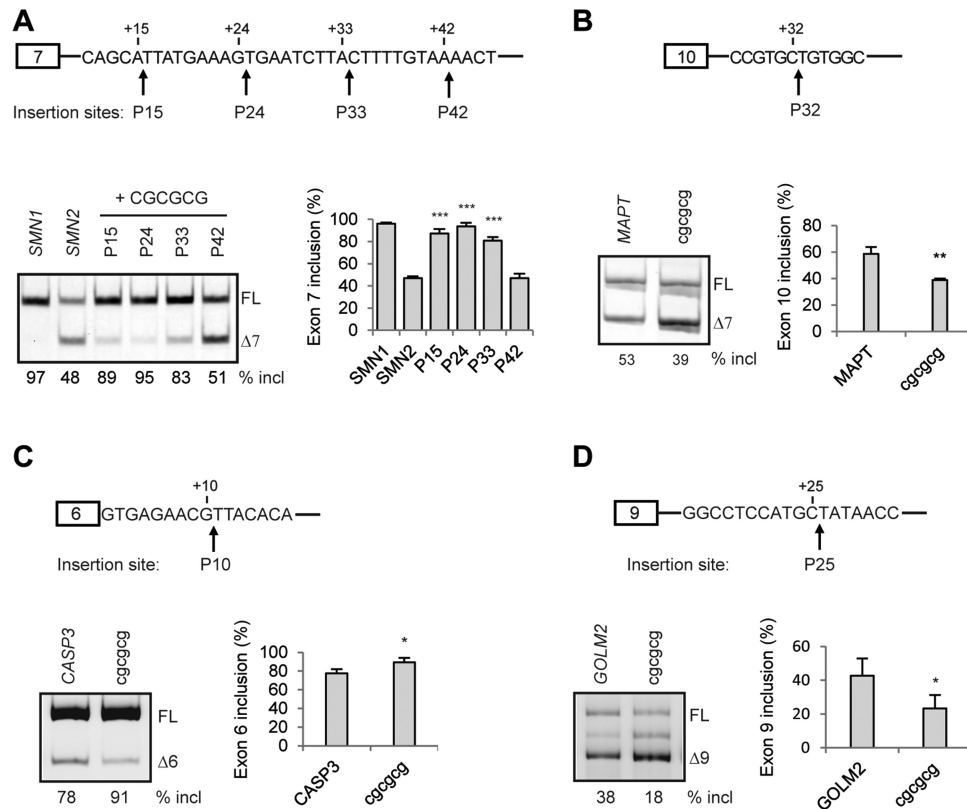 A
+15 +24 +33 +42
7 CAGCATTATGAAAGTGAATCTTACTTTTGTAAAACT
Insertion sites: P15 P24 P33 P42
+ CGCGCG
SMN1 SMN2 P15 P24 P33 P42
FL
Δ7
97 48 89 95 83 51 % incl
Exon 7 inclusion (%)
100
80
60
40
20
0
*** *** ***
SMN1 SMN2 P15 P24 P33 P42
B
+32
10 CCGTGCTGTGGC
P32
MAPT cgcgcg
FL
Δ7
53 39 % incl
Exon 10 inclusion (%)
80
60
40
20
0
**
MAPT cgcgcg
C
+10
6 GTGAGAACGTTACACA
Insertion site: P10
CASP3 cgcgcg
FL
Δ6
78 91 % incl
Exon 6 inclusion (%)
100
80
60
40
20
0
*
CASP3 cgcgcg
D
+25
9 GGCCTCCATGCTATAACC
Insertion site: P25
GOLM2 cgcgcg
FL
Δ9
38 18 % incl
Exon 9 inclusion (%)
60
40
20
0
*
GOLM2 cgcgcg